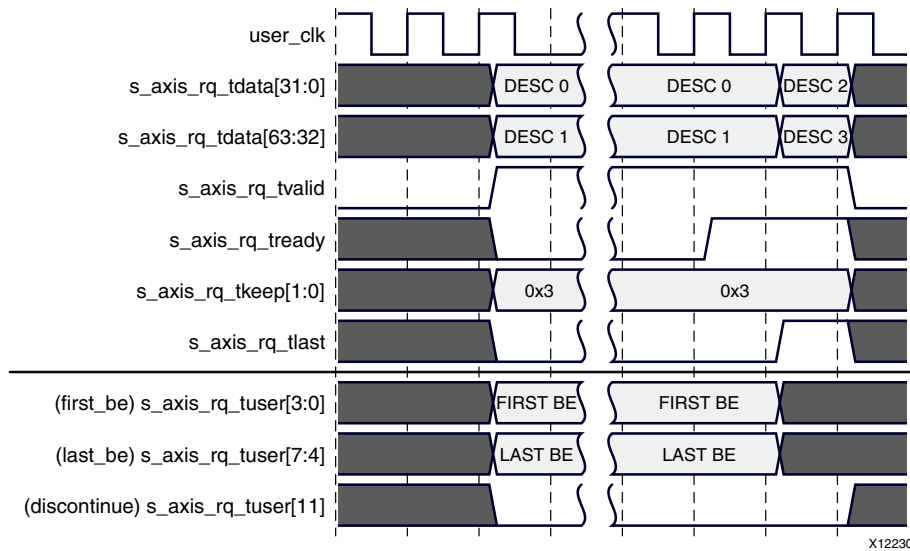 user_clk
s_axis_rq_tdata[31:0] DESC 0 DESC 0 DESC 2
s_axis_rq_tdata[63:32] DESC 1 DESC 1 DESC 3
s_axis_rq_tvalid
s_axis_rq_tready
s_axis_rq_tkeep[1:0] 0x3 0x3
s_axis_rq_tlast
(first_be) s_axis_rq_tuser[3:0] FIRST BE FIRST BE
(last_be) s_axis_rq_tuser[7:4] LAST BE LAST BE
(discontinue) s_axis_rq_tuser[11]
X12230